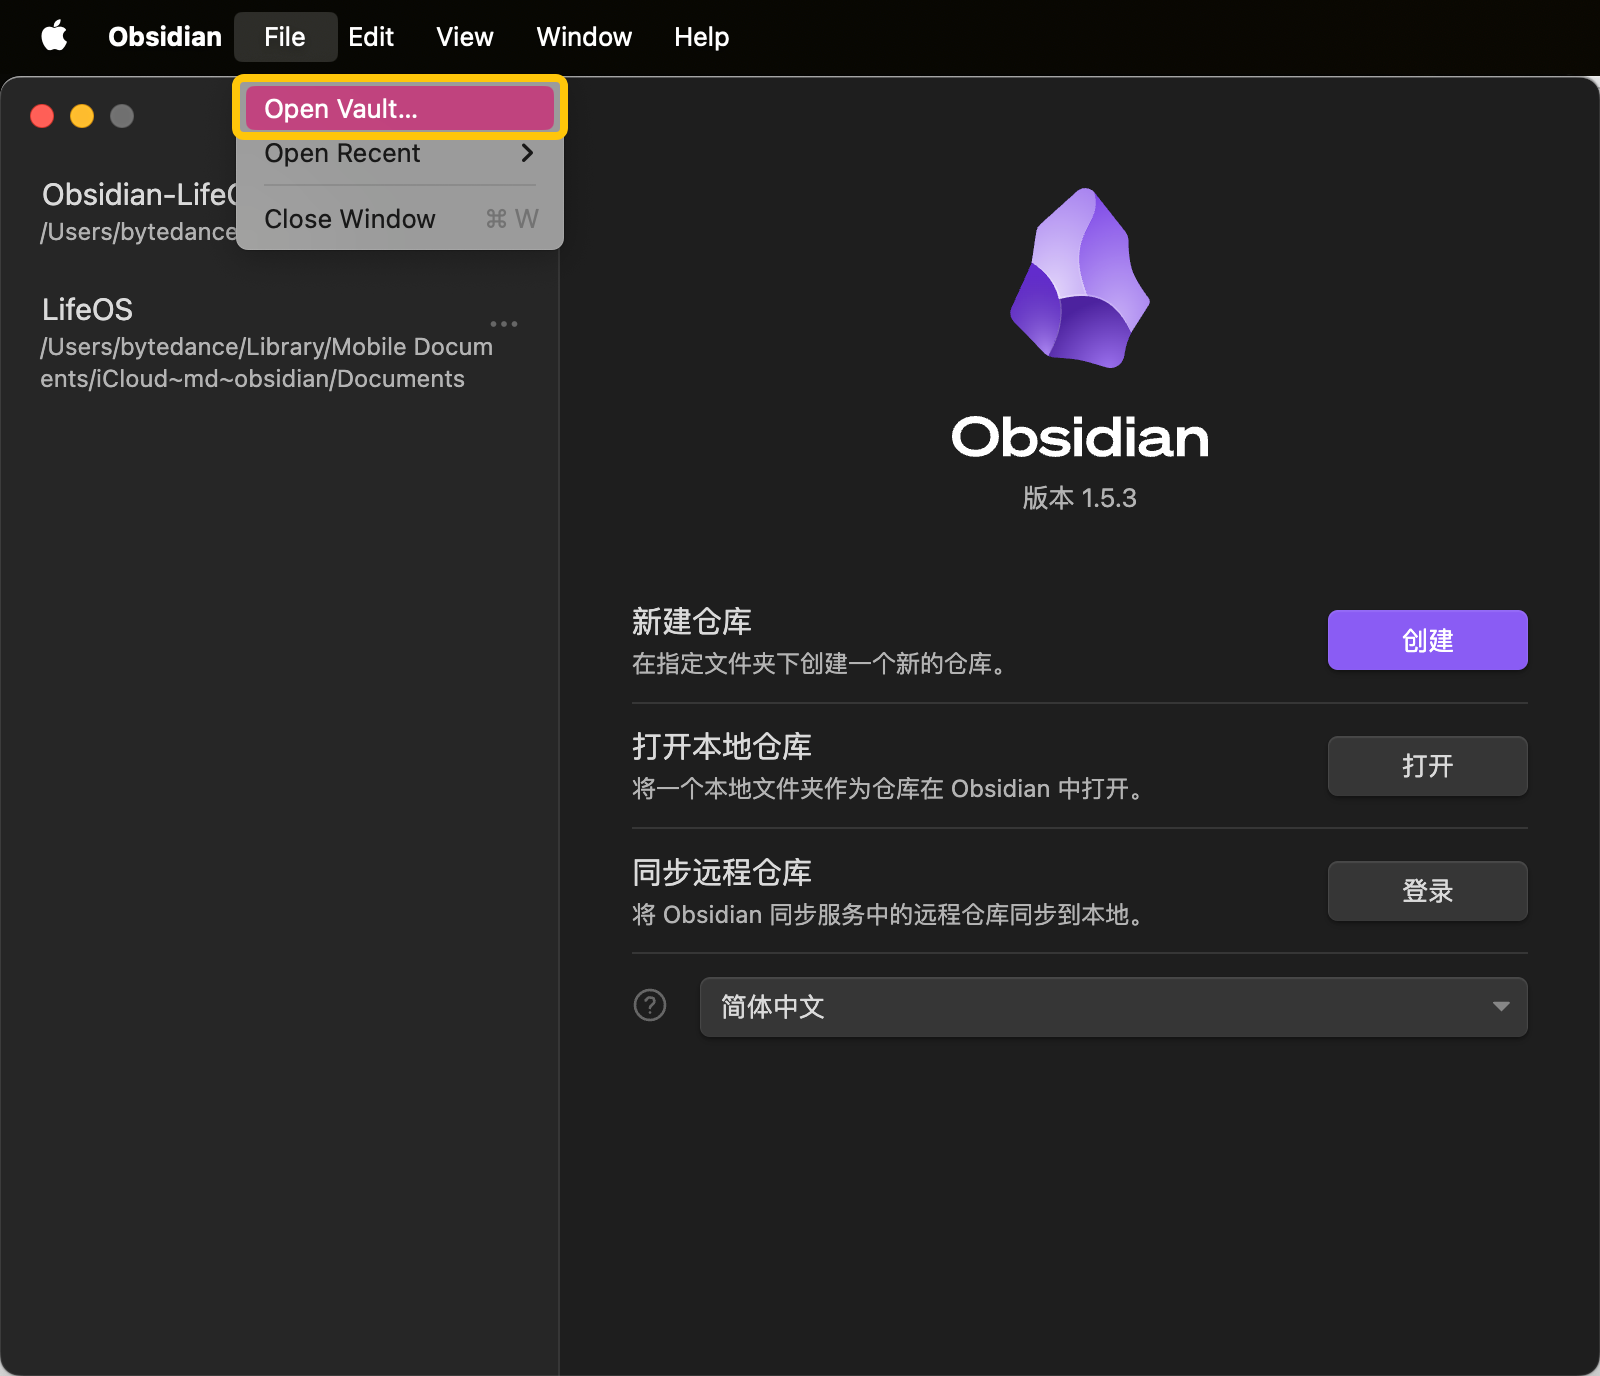 Obsidian File Edit View Window Help
Open Vault...
Open Recent
Close Window ⌘ W
Obsidian-Life
/Users/bytedance
LifeOS
/Users/bytedance/Library/Mobile Docum
ents/iCloud~md~obsidian/Documents
Obsidian
版本 1.5.3
新建仓库
在指定文件夹下创建一个新的仓库。
创建
打开本地仓库
将一个本地文件夹作为仓库在 Obsidian 中打开。
打开
同步远程仓库
将 Obsidian 同步服务中的远程仓库同步到本地。
登录
简体中文